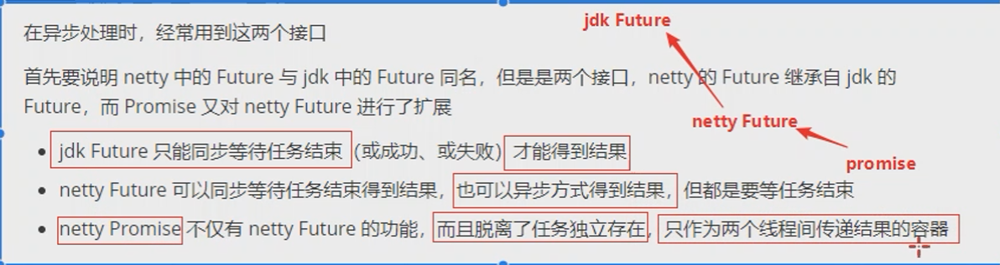 jdk Future
在异步处理时，经常用到这两个接口
首先要说明 netty 中的 Future 与 jdk 中的 Future 同名，但是是两个接口，netty 的 Future 继承自 jdk 的
Future，而 Promise 又对 netty Future 进行了扩展
netty Future
jdk Future 只能同步等待任务结束（或成功、或失败）才能得到结果
promise
netty Future 可以同步等待任务结束得到结果，也可以异步方式得到结果，但都是要等任务结束
netty Promise 不仅有 netty Future 的功能，而且脱离了任务独立存在，只作为两个线程间传递结果的容器